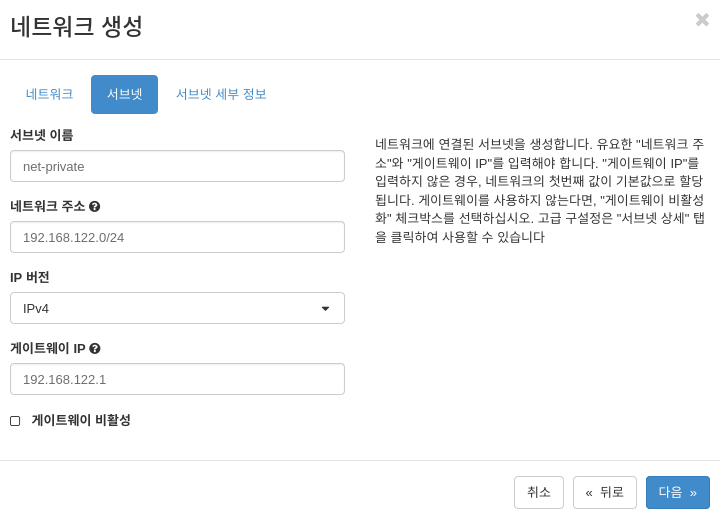 네트워크 생성
네트워크
서브넷
서브넷 세부 정보
서브넷 이름
net-private
네트워크 주소
192.168.122.0/24
IP 버전
IPv4
게이트웨이 IP
192.168.122.1
게이트웨이 비활성
네트워크에 연결된 서브넷을 생성합니다. 유요한 "네트워크 주
소"와 "게이트웨이 IP"를 입력해야 합니다. "게이트웨이 IP"를
입력하지 않은 경우, 네트워크의 첫번째 값이 기본값으로 할당
됩니다. 게이트웨이를 사용하지 않는다면, "게이트웨이 비활성
화" 체크박스를 선택하십시오. 고급 구설정은 "서브넷 상세" 탭
을 클릭하여 사용할 수 있습니다
취소
« 뒤로
다음 »